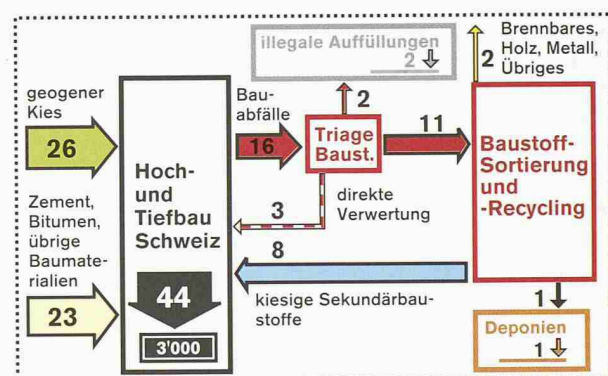 illegale Auffüllungen
2
Brennbares,
Holz, Metall,
Übriges
2
geogener
Kies
26
Bau-
abfälle
16
2
Triage
Baust.
11
Baustoff-
Sortierung
und
-Recycling
Hoch-
und
Tiefbau
Schweiz
3
direkte
Verwertung
Zement,
Bitumen,
übrige
Baumate-
rialien
23
8
kiesige Sekundärbau-
stoffe
44
3'000
1
Deponien
1